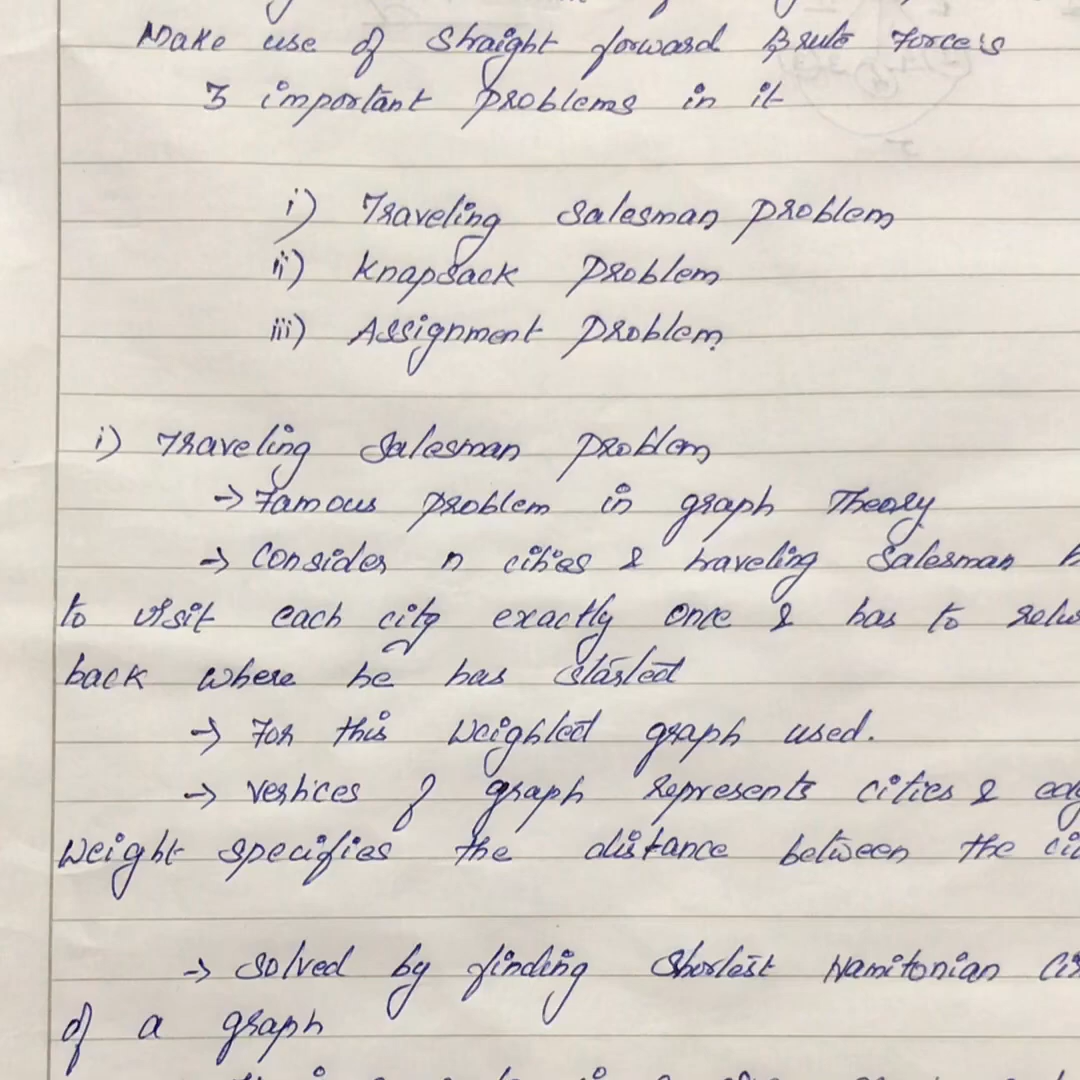 Make use of Straight forward Brute Force's
3 important problems in it
i) Traveling Salesman problem
ii) Knapsack Problem
iii) Assignment Problem.
i) Traveling Salesman Problem
→ Famous problem in graph Theory
→ Consider n cities & traveling Salesman
to visit each city exactly once & has to
back where he has started
→ For this weighted graph used.
→ vertices of graph represents cities &
weight specifies the distance between the
→ Solved by finding Shortest Hamitonian
of a graph